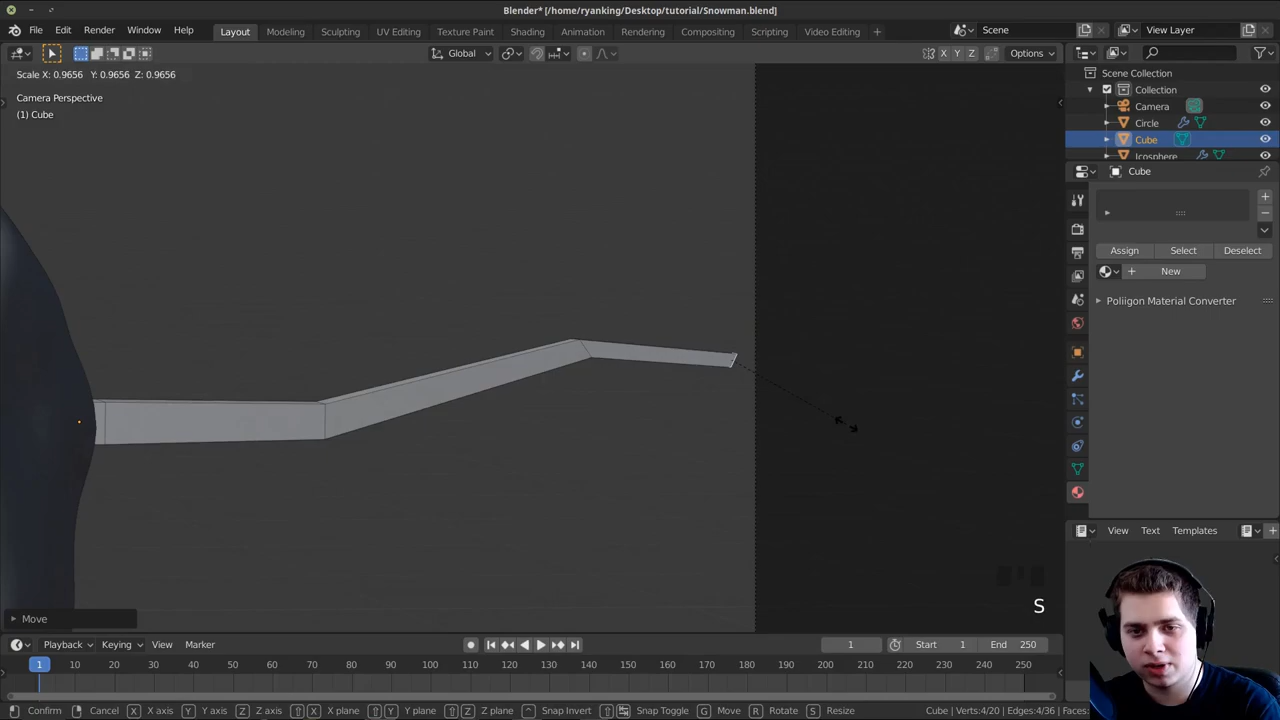 Blender* [/home/ryanking/Desktop/tutorial/Snowman.blend]
File Edit Render Window Help Layout Modeling Sculpting UV Editing Texture Paint Shading Animation Rendering Compositing Scripting Video Editing + Scene View Layer
Global X Y Z Options
Scale X: 0.9656 Y: 0.9656 Z: 0.9656
Camera Perspective
(1) Cube
Scene Collection
Collection
Camera
Circle
Cube
Icosphere
Cube
Assign Select Deselect
+ New
Poliigon Material Converter
View Text Templates
S
Move
Playback Keying View Marker 1 Start 1 End 250
1 10 20 30 40 50 60 70 80 90 100 110 120 130 140 150 160 170 180 190 200 210 220 230 240 250
Confirm Cancel X X axis Y Y axis Z Z axis X X plane Y Y plane Z Z plane Snap Invert Snap Toggle G Move R Rotate S Resize Cube | Verts:4/20 | Edges:4/36